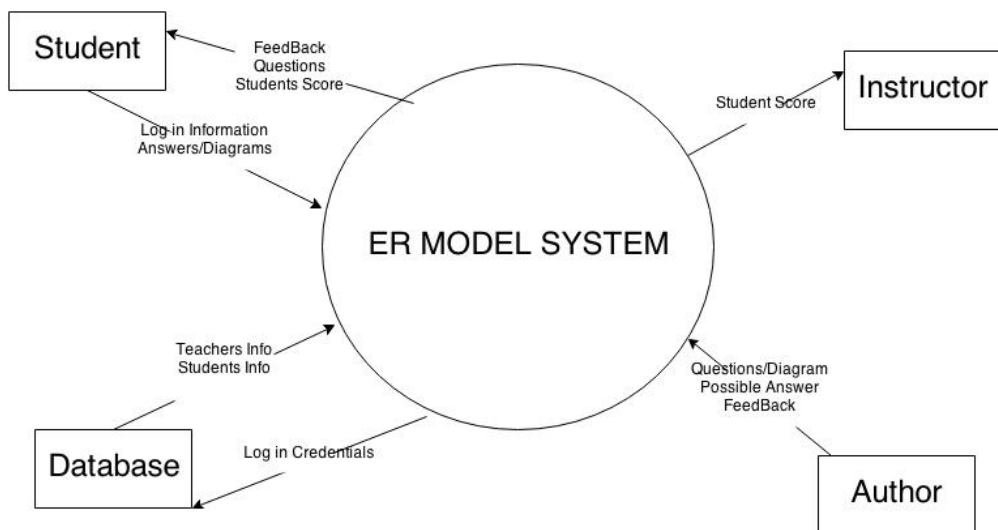 Student
FeedBack
Questions
Students Score
Student Score
Instructor
Log in Information
Answers/Diagrams
ER MODEL SYSTEM
Teachers Info
Students Info
Questions/Diagram
Possible Answer
FeedBack
Database
Log in Credentials
Author